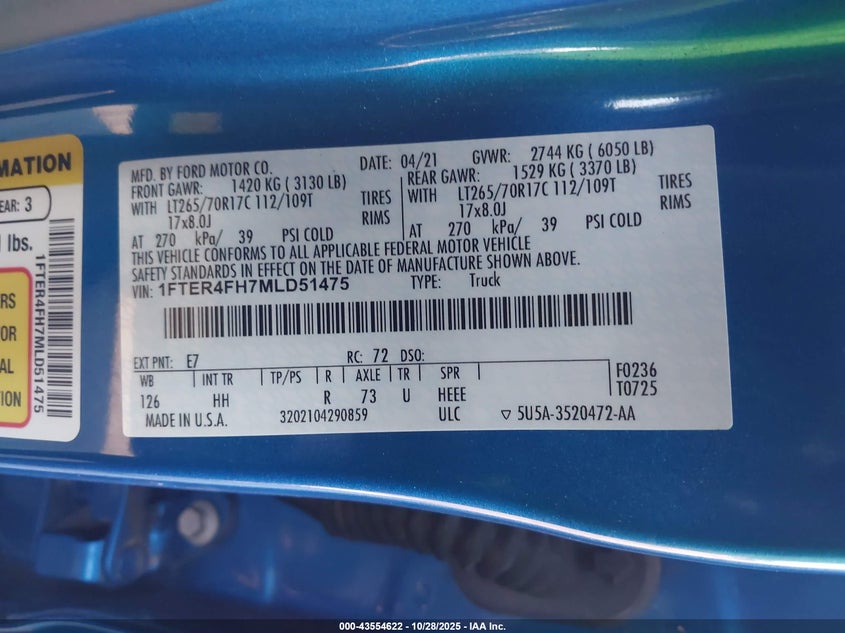 MATION
EAR: 3
lbs.
RS
OR
AL
TION
1FTER4FH7MLD51475
MFD. BY FORD MOTOR CO. DATE: 04/21 GVWR: 2744 KG ( 6050 LB)
FRONT GAWR: 1420 KG ( 3130 LB) REAR GAWR: 1529 KG ( 3370 LB)
WITH LT265/70R17C 112/109T TIRES WITH LT265/70R17C 112/109T TIRES
17x8.0J RIMS 17x8.0J RIMS
AT 270 kPa/ 39 PSI COLD AT 270 kPa/ 39 PSI COLD
THIS VEHICLE CONFORMS TO ALL APPLICABLE FEDERAL MOTOR VEHICLE
SAFETY STANDARDS IN EFFECT ON THE DATE OF MANUFACTURE SHOWN ABOVE.
VIN: 1FTER4FH7MLD51475 TYPE: Truck
EXT PNT: E7 RC: 72 DSO:
WB INT TR TP/PS R AXLE TR SPR F0236
126 HH R 73 U HEEE T0725
MADE IN U.S.A. 3202104290859 ULC ▽ 5U5A-3520472-AA
000-43554622 | 10/28/2025 - IAA Inc.